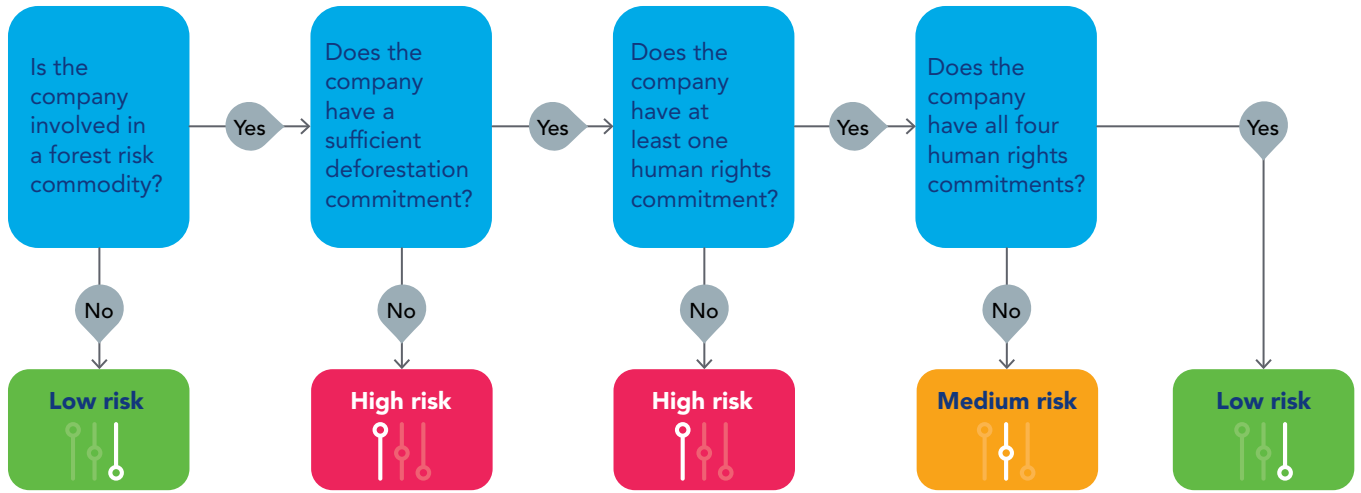 Is the
company
involved in
a forest risk
commodity?
Yes
Does the
company
have a
sufficient
deforestation
commitment?
Yes
Does the
company
have at
least one
human rights
commitment?
Yes
Does the
company
have all four
human rights
commitments?
Yes
No
No
No
No
Low risk
High risk
High risk
Medium risk
Low risk